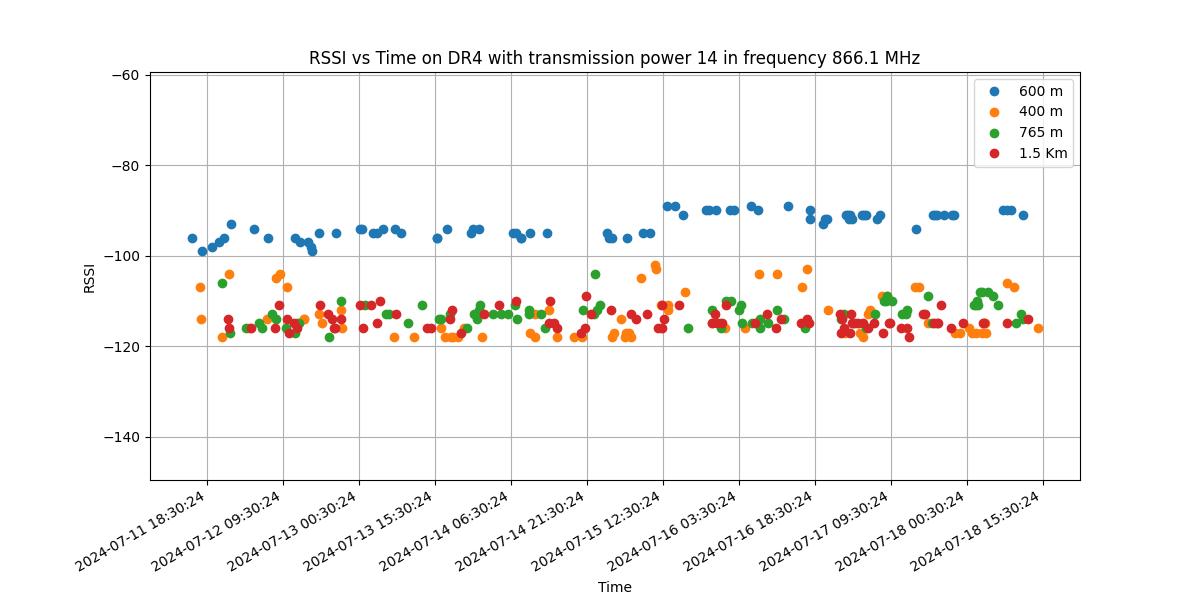 RSSI vs Time on DR4 with transmission power 14 in frequency 866.1 MHz
−60
−80
−100
−120
−140
RSSI
600 m
400 m
765 m
1.5 Km
2024-07-11 18:30:24
2024-07-12 09:30:24
2024-07-13 00:30:24
2024-07-13 15:30:24
2024-07-14 06:30:24
2024-07-14 21:30:24
2024-07-15 12:30:24
2024-07-16 03:30:24
2024-07-16 18:30:24
2024-07-17 09:30:24
2024-07-18 00:30:24
2024-07-18 15:30:24
Time